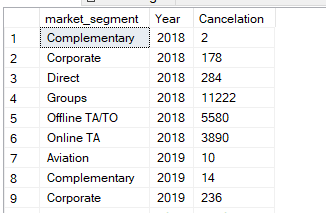 market_segment Year Cancelation
1 Complementary 2018 2
2 Corporate 2018 178
3 Direct 2018 284
4 Groups 2018 11222
5 Offline TA/TO 2018 5580
6 Online TA 2018 3890
7 Aviation 2019 10
8 Complementary 2019 14
9 Corporate 2019 236